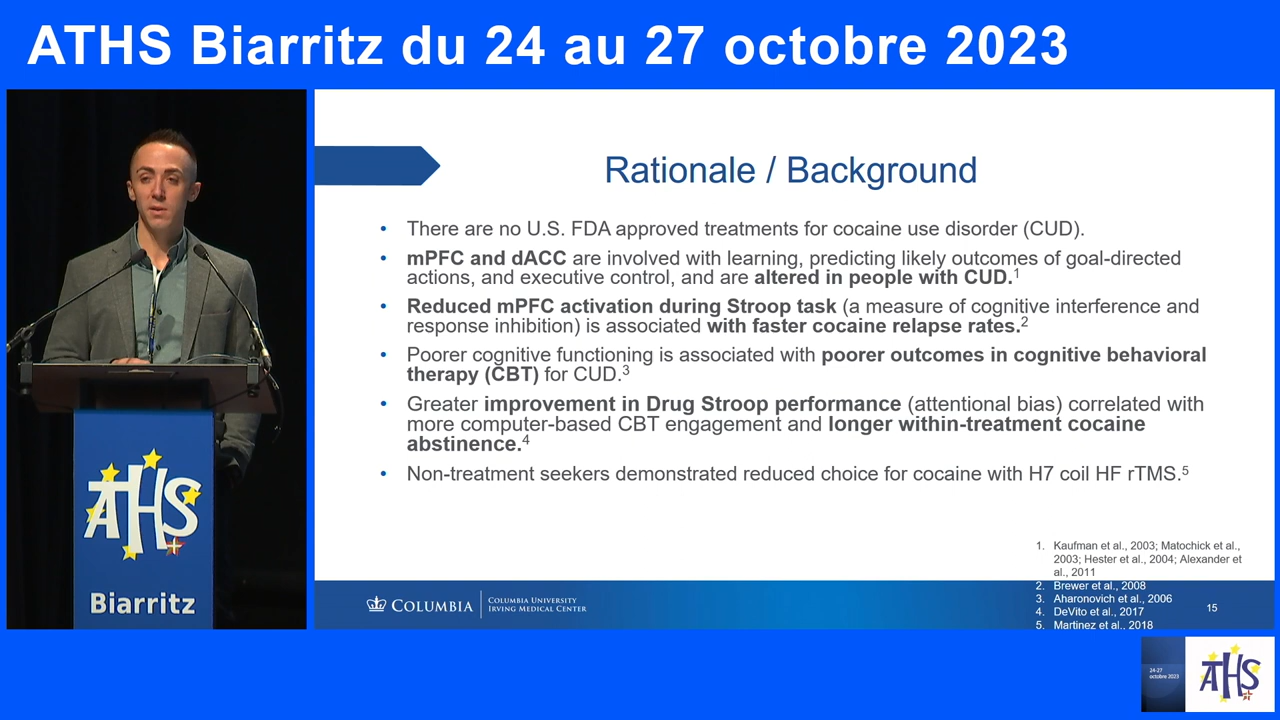 ATHS Biarritz du 24 au 27 octobre 2023
Rationale / Background
• There are no U.S. FDA approved treatments for cocaine use disorder (CUD).
• mPFC and dACC are involved with learning, predicting likely outcomes of goal-directed
actions, and executive control, and are altered in people with CUD.1
• Reduced mPFC activation during Stroop task (a measure of cognitive interference and
response inhibition) is associated with faster cocaine relapse rates.2
• Poorer cognitive functioning is associated with poorer outcomes in cognitive behavioral
therapy (CBT) for CUD.3
• Greater improvement in Drug Stroop performance (attentional bias) correlated with
more computer-based CBT engagement and longer within-treatment cocaine
abstinence.4
• Non-treatment seekers demonstrated reduced choice for cocaine with H7 coil HF rTMS.5
1. Kaufman et al., 2003; Matochick et al.,
2003; Hester et al., 2004; Alexander et
al., 2011
2. Brewer et al., 2008
3. Aharonovich et al., 2006
4. DeVito et al., 2017
5. Martinez et al., 2018
COLUMBIA
COLUMBIA UNIVERSITY
IRVING MEDICAL CENTER
15
ATHS
Biarritz
24-27
octobre 2023
ATHS